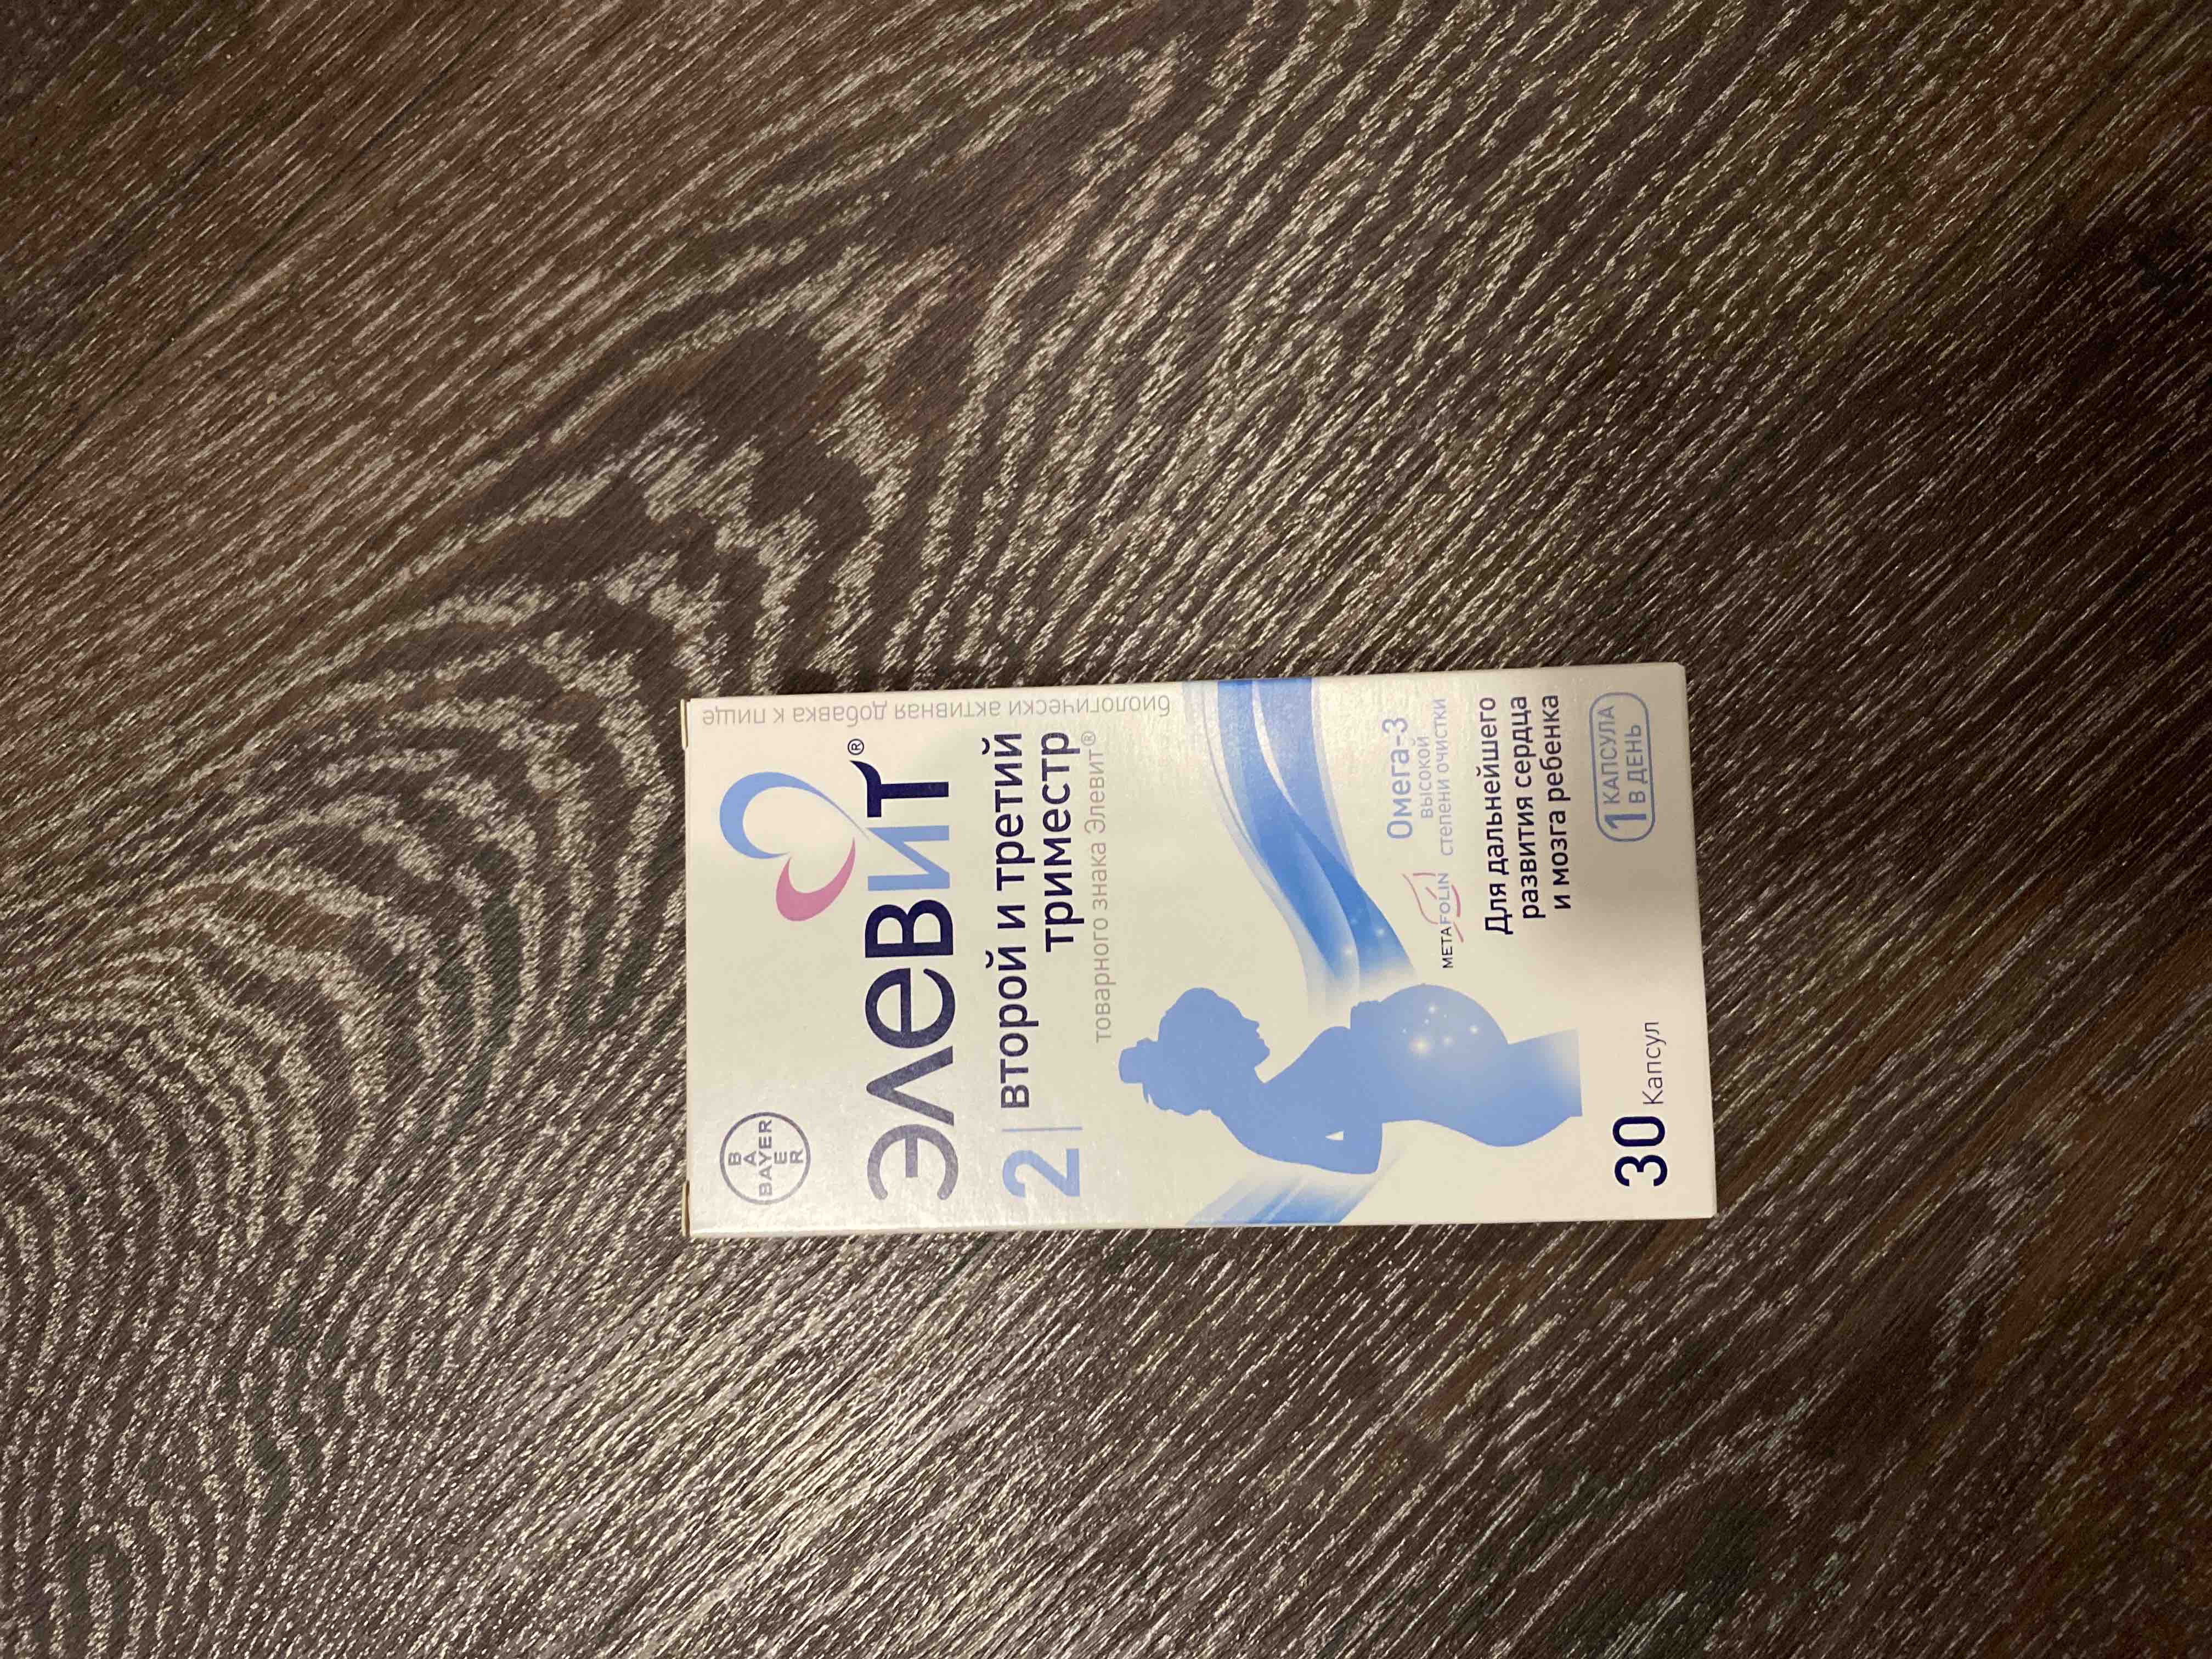 BAYER
BAYER
ЭЛЕВИТ®
2 | ВТОРОЙ И ТРЕТИЙ
ТРИМЕСТР
товарного знака Элевит®
биологически активная добавка к пище
METAFOLIN
Омега-3
ВЫСОКОЙ
СТЕПЕНИ ОЧИСТКИ
Для дальнейшего
развития сердца
и мозга ребенка
30 Капсул
1 КАПСУЛА
В ДЕНЬ